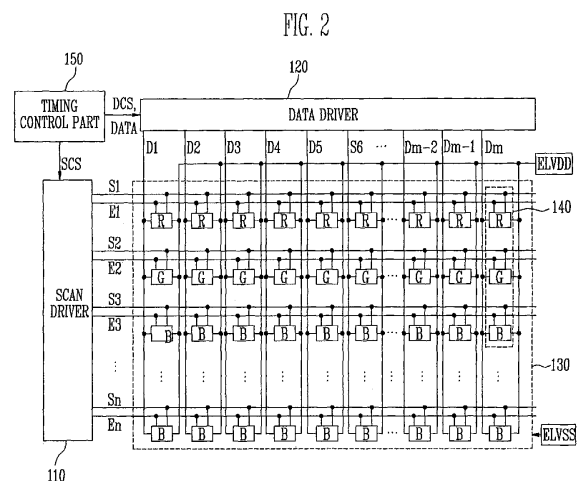 FIG. 2
150
120
TIMING
CONTROL PART
DCS,
DATA
DATA DRIVER
SCS
D1 D2 D3 D4 D5 S6 ··· Dm-2 Dm-1 Dm
ELVDD
S1
E1
R R R R R R ··· R R R
140
S2
E2
G G G G G G ··· G G G
SCAN
DRIVER
S3
E3
B B B B B B ··· B B B
130
Sn
En
B B B B B B ··· B B B
ELVSS
110